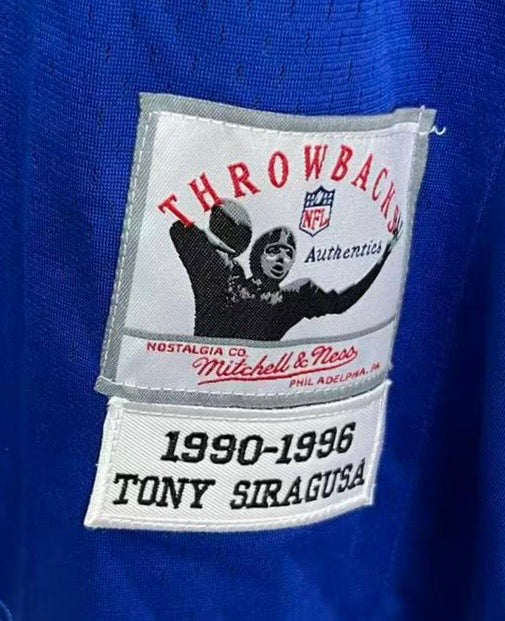 THROWBACKS
NFL
Authentics
NOSTALGIA CO.
Mitchell & Ness
PHILADELPHIA, PA
1990-1996
TONY SIRAGUSA